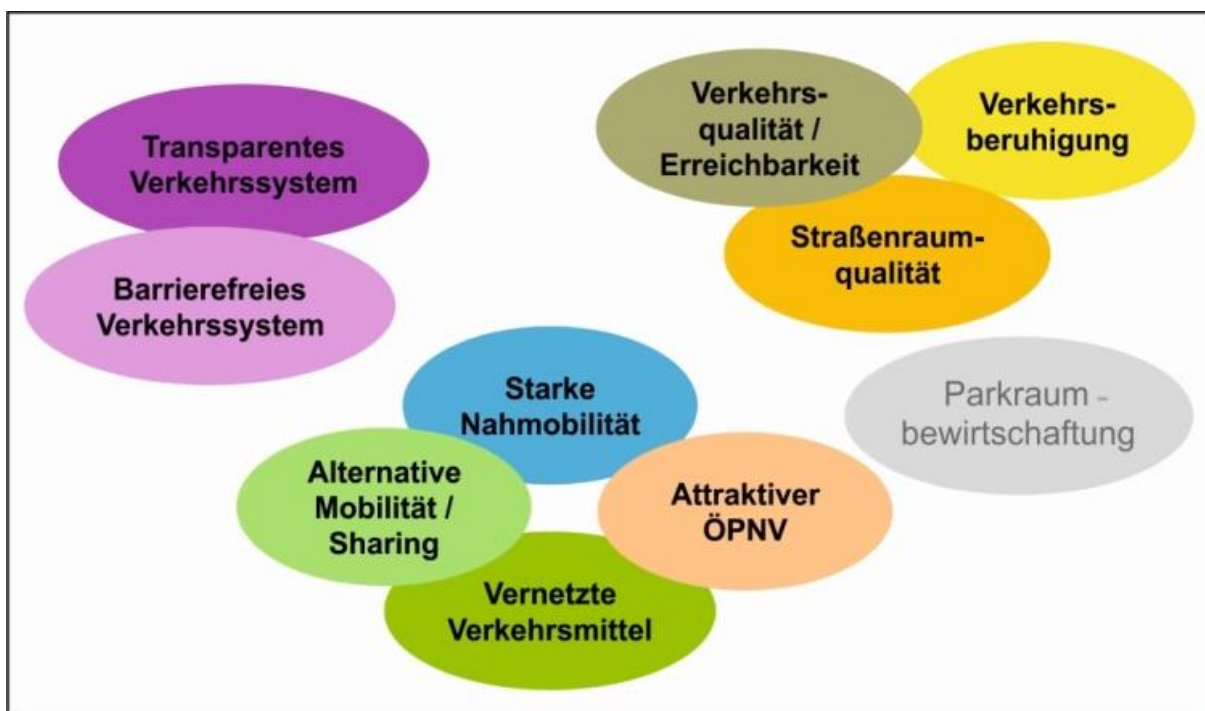 Transparentes
Verkehrssystem
Barrierefreies
Verkehrssystem
Verkehrs-
qualität /
Erreichbarkeit
Verkehrs-
beruhigung
Straßenraum-
qualität
Starke
Nahmobilität
Parkraum -
bewirtschaftung
Alternative
Mobilität /
Sharing
Attraktiver
ÖPNV
Vernetzte
Verkehrsmittel